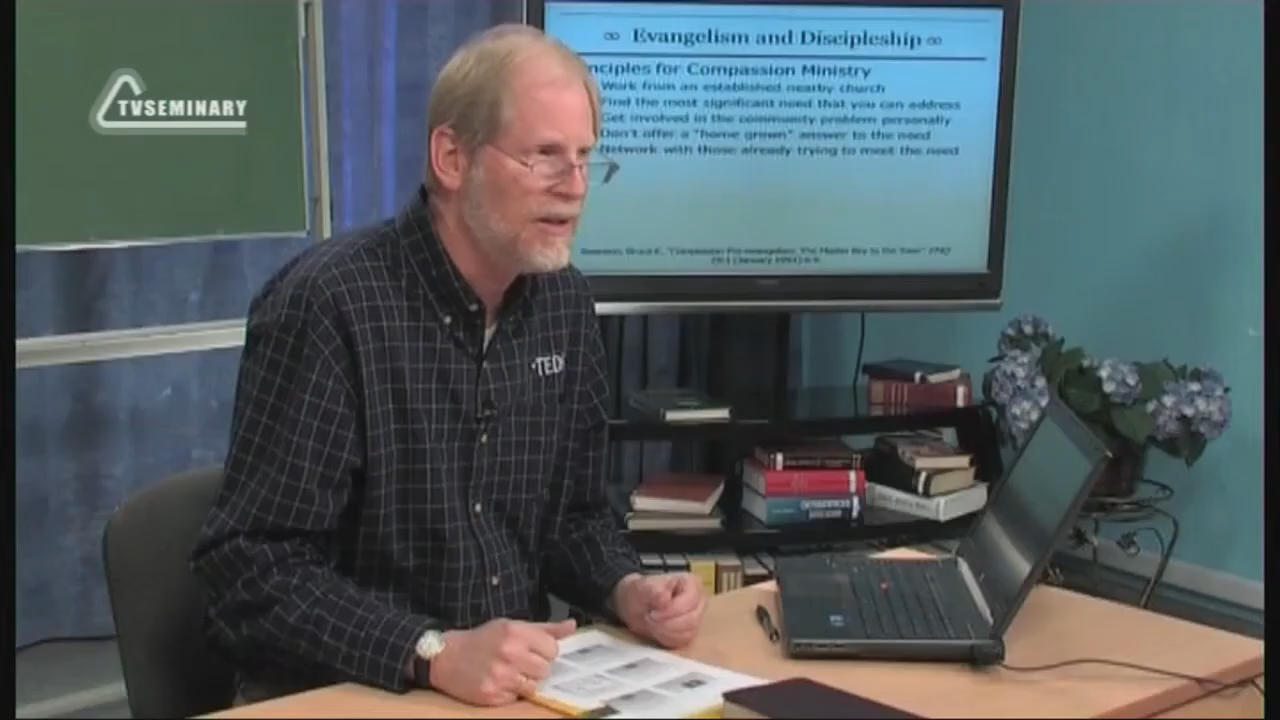 TVSEMINARY
∞ Evangelism and Discipleship ∞
nciples for Compassion Ministry
Work from an established nearby church
Find the most significant need that you can address
Get involved in the community problem personally
Don't offer a "home grown" answer to the need
Network with those already trying to meet the need
TED